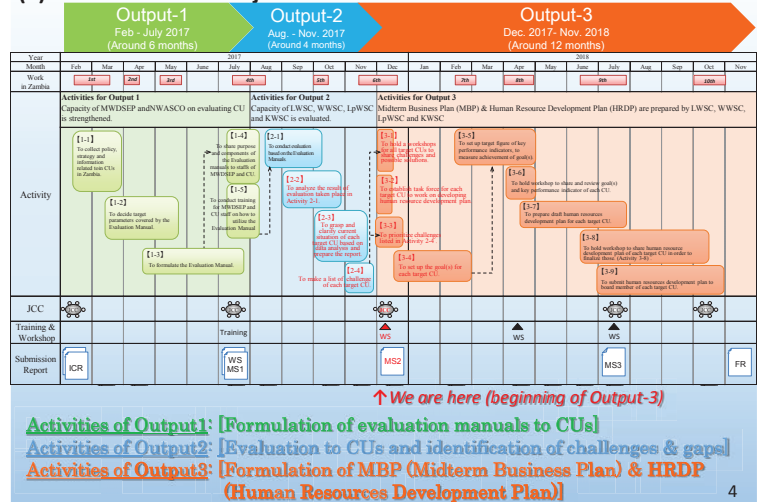 Output-1
Feb - July 2017
(Around 6 months)
Output-2
Aug. - Nov. 2017
(Around 4 months)
Output-3
Dec. 2017- Nov. 2018
(Around 12 months)
Year 2017 2018
Month Feb Mar Apr May June July Aug Sep Oct Nov Dec Jan Feb Mar Apr May June July Aug Sep Oct Nov
Work
in Zambia
1st 2nd 3rd 4th 5th 6th 7th 8th 9th 10th
Activity
Activities for Output 1
Capacity of MWDSEP andNWASCO on evaluating CU
is strengthened.
Activities for Output 2
Capacity of LWSC, WWSC, LpWSC
and KWSC is evaluated.
Activities for Output 3
Midterm Business Plan (MBP) & Human Resource Development Plan (HRDP) are prepared by LWSC, WWSC,
LpWSC and KWSC
[1-1]
To collect policy,
strategy and
information
related toin CUs
in Zambia.
[1-2]
To decide target
parameters covered by the
Evaluation Manual.
[1-3]
To formulate the Evaluation Manual.
[1-4]
To share purpose
and components of
the Evaluation
manuals to staffs of
MWDSEP and CU.
[1-5]
To conduct training
for MWDSEP and
CU staff on how to
utilise the
Evaluation Manual
[2-1]
To conduct evaluation
based on the Evaluation
Manuals.
[2-2]
To analyse the result of
evaluation taken place in
Activity 2-1.
[2-3]
To grasp and
clarify current
situation of each
target CU based on
data analysis and
prepare the report.
[2-4]
To make a list of challenge
of each target CU.
[3-1]
To hold a workshops
for all target CUs to
share challenges and
possible solutions.
[3-2]
To establish task force for each
target CU to work on developing
human resource development plan.
[3-3]
To prioritise challenges
listed in Activity 2-4.
[3-4]
To set up the goal(s) for
each target CU.
[3-5]
To set up target figure of key
performance indicators, to
measure achievement of goal(s).
[3-6]
To hold workshop to share and review goal(s)
and key performance indicator of each CU.
[3-7]
To prepare draft human resources
development plan for each target CU.
[3-8]
To hold workshop to share human resource
development plan of each target CU in order to
finalize those. (Activity 3-8)
[3-9]
To submit human resources development plan to
board member of each target CU.
JCC
Training &
Workshop
Training
WS
WS
WS
Submission
Report
ICR
WS
MS1
MS2
MS3
FR
↑We are here (beginning of Output-3)
Activities of Output1: [Formulation of evaluation manuals to CUs]
Activities of Output2: [Evaluation to CUs and identification of challenges & gaps]
Activities of Output3: [Formulation of MBP (Midterm Business Plan) & HRDP
(Human Resources Development Plan)]
4